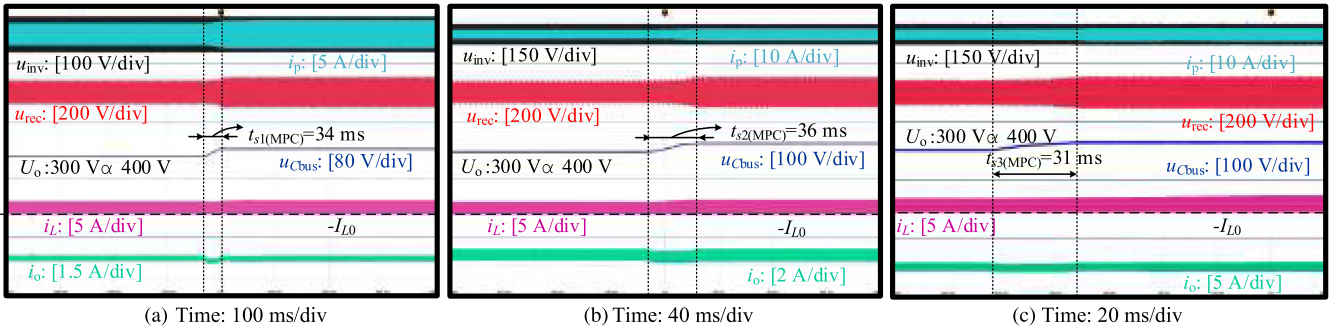 u_inv: [100 V/div]
i_p: [5 A/div]
u_rec: [200 V/div]
t_s1(MPC)=34 ms
U_o :300 V∝ 400 V
u_Cbus: [80 V/div]
i_L: [5 A/div]
-I_L0
i_o: [1.5 A/div]
(a) Time: 100 ms/div
u_inv: [150 V/div]
i_p: [10 A/div]
u_rec: [200 V/div]
t_s2(MPC)=36 ms
U_o :300 V∝ 400 V
u_Cbus: [100 V/div]
i_L: [5 A/div]
-I_L0
i_o: [2 A/div]
(b) Time: 40 ms/div
u_inv: [150 V/div]
i_p: [10 A/div]
u_rec: [200 V/div]
U_o :300 V∝ 400 V
t_s3(MPC)=31 ms
u_Cbus: [100 V/div]
i_L: [5 A/div]
-I_L0
i_o: [5 A/div]
(c) Time: 20 ms/div